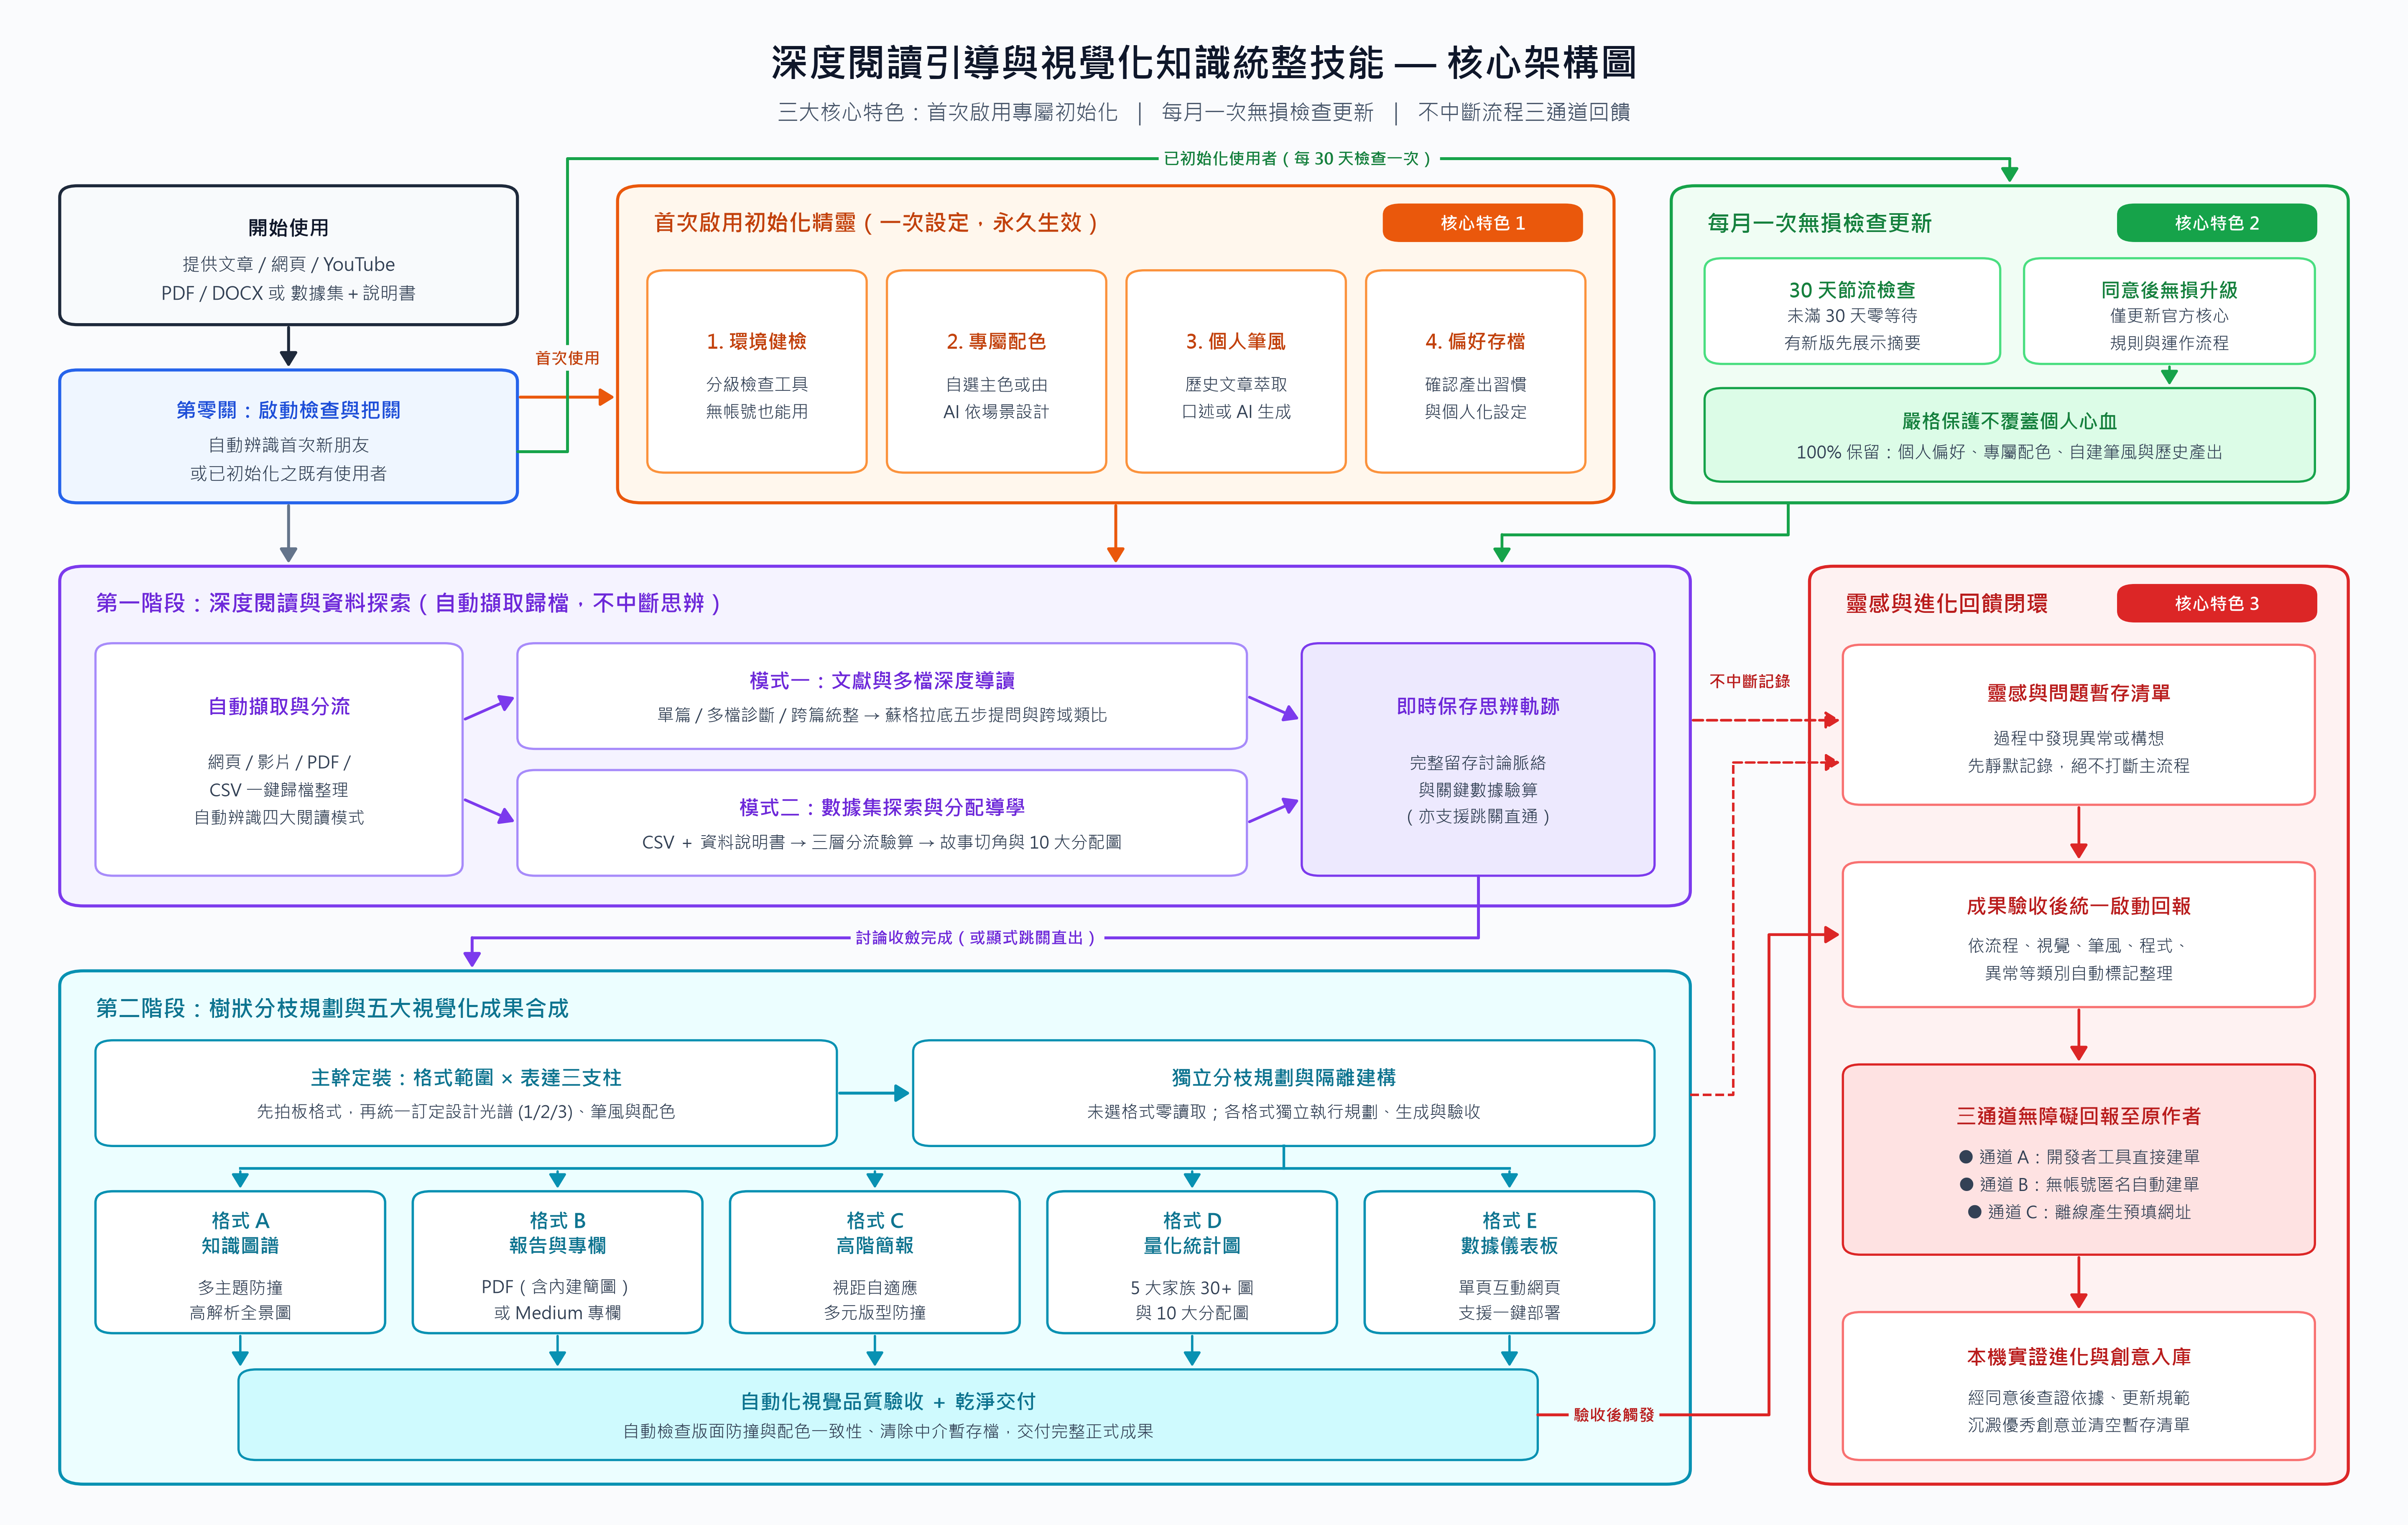 深度閱讀引導與視覺化知識統整技能 — 核心架構圖
三大核心特色：首次啟用專屬初始化 | 每月一次無損檢查更新 | 不中斷流程三通道回饋
已初始化使用者（每 30 天檢查一次）
開始使用
提供文章 / 網頁 / YouTube
PDF / DOCX 或 數據集 + 說明書
首次使用
第零關：啟動檢查與把關
自動辨識首次新朋友
或已初始化之既有使用者
首次啟用初始化精靈（一次設定，永久生效）
核心特色 1
1. 環境健檢
分級檢查工具
無帳號也能用
2. 專屬配色
自選主色或由
AI 依場景設計
3. 個人筆風
歷史文章萃取
口述或 AI 生成
4. 偏好存檔
確認產出習慣
與個人化設定
每月一次無損檢查更新
核心特色 2
30 天節流檢查
未滿 30 天零等待
有新版先展示摘要
同意後無損升級
僅更新官方核心
規則與運作流程
嚴格保護不覆蓋個人心血
100% 保留：個人偏好、專屬配色、自建筆風與歷史產出
第一階段：深度閱讀與資料探索（自動擷取歸檔，不中斷思辨）
自動擷取與分流
網頁 / 影片 / PDF /
CSV 一鍵歸檔整理
自動辨識四大閱讀模式
模式一：文獻與多檔深度導讀
單篇 / 多檔診斷 / 跨篇統整 → 蘇格拉底五步提問與跨域類比
模式二：數據集探索與分配導學
CSV + 資料說明書 → 三層分流驗算 → 故事切角與 10 大分配圖
即時保存思辨軌跡
完整留存討論脈絡
與關鍵數據驗算
（亦支援跳關直通）
不中斷記錄
討論收斂完成（或顯式跳關直出）
第二階段：樹狀分枝規劃與五大視覺化成果合成
主幹定裝：格式範圍 × 表達三支柱
先拍板格式，再統一訂定設計光譜 (1/2/3)、筆風與配色
獨立分枝規劃與隔離建構
未選格式零讀取；各格式獨立執行規劃、生成與驗收
格式 A
知識圖譜
多主題防撞
高解析全景圖
格式 B
報告與專欄
PDF（含內建簡圖）
或 Medium 專欄
格式 C
高階簡報
視距自適應
多元版型防撞
格式 D
量化統計圖
5 大家族 30+ 圖
與 10 大分配圖
格式 E
數據儀表板
單頁互動網頁
支援一鍵部署
自動化視覺品質驗收 + 乾淨交付
自動檢查版面防撞與配色一致性、清除中介暫存檔，交付完整正式成果
驗收後觸發
靈感與進化回饋閉環
核心特色 3
靈感與問題暫存清單
過程中發現異常或構想
先靜默記錄，絕不打斷主流程
成果驗收後統一啟動回報
依流程、視覺、筆風、程式、
異常等類別自動標記整理
三通道無障礙回報至原作者
● 通道 A：開發者工具直接建單
● 通道 B：無帳號匿名自動建單
● 通道 C：離線產生預填網址
本機實證進化與創意入庫
經同意後查證依據、更新規範
沉澱優秀創意並清空暫存清單